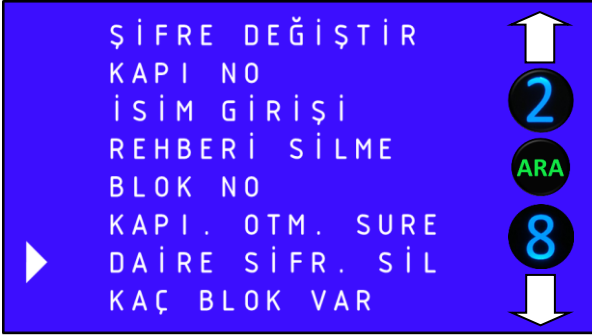 ŞİFRE DEĞİŞTİR
KAPI NO
İSİM GİRİŞİ
REHBERİ SİLME
BLOK NO
KAPI. OTM. SURE
DAİRE SİFR. SİL
KAÇ BLOK VAR
2
ARA
8